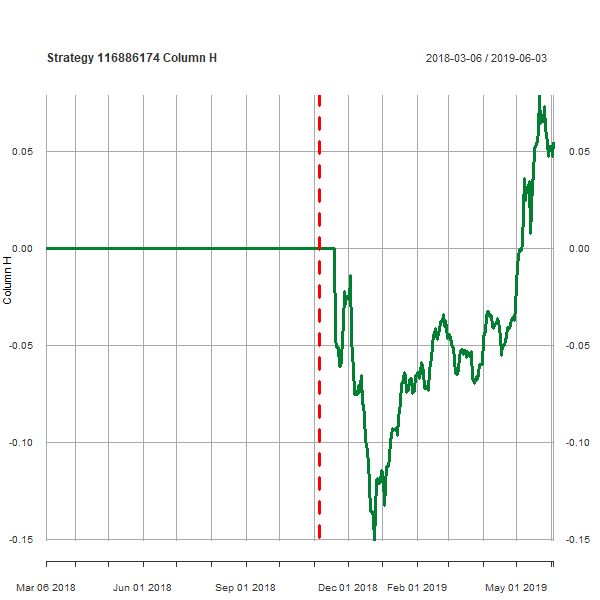 Strategy 116886174 Column H 2018-03-06 / 2019-06-03
0.05 0.05
0.00 0.00
Column H
-0.05 -0.05
-0.10 -0.10
-0.15 -0.15
Mar 06 2018 Jun 01 2018 Sep 01 2018 Dec 01 2018 Feb 01 2019 May 01 2019